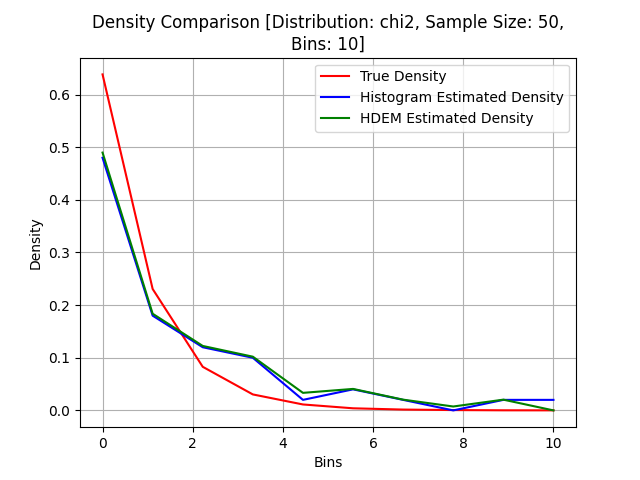 Density Comparison [Distribution: chi2, Sample Size: 50,
Bins: 10]
True Density
Histogram Estimated Density
HDEM Estimated Density
Density
0.6
0.5
0.4
0.3
0.2
0.1
0.0
0 2 4 6 8 10
Bins